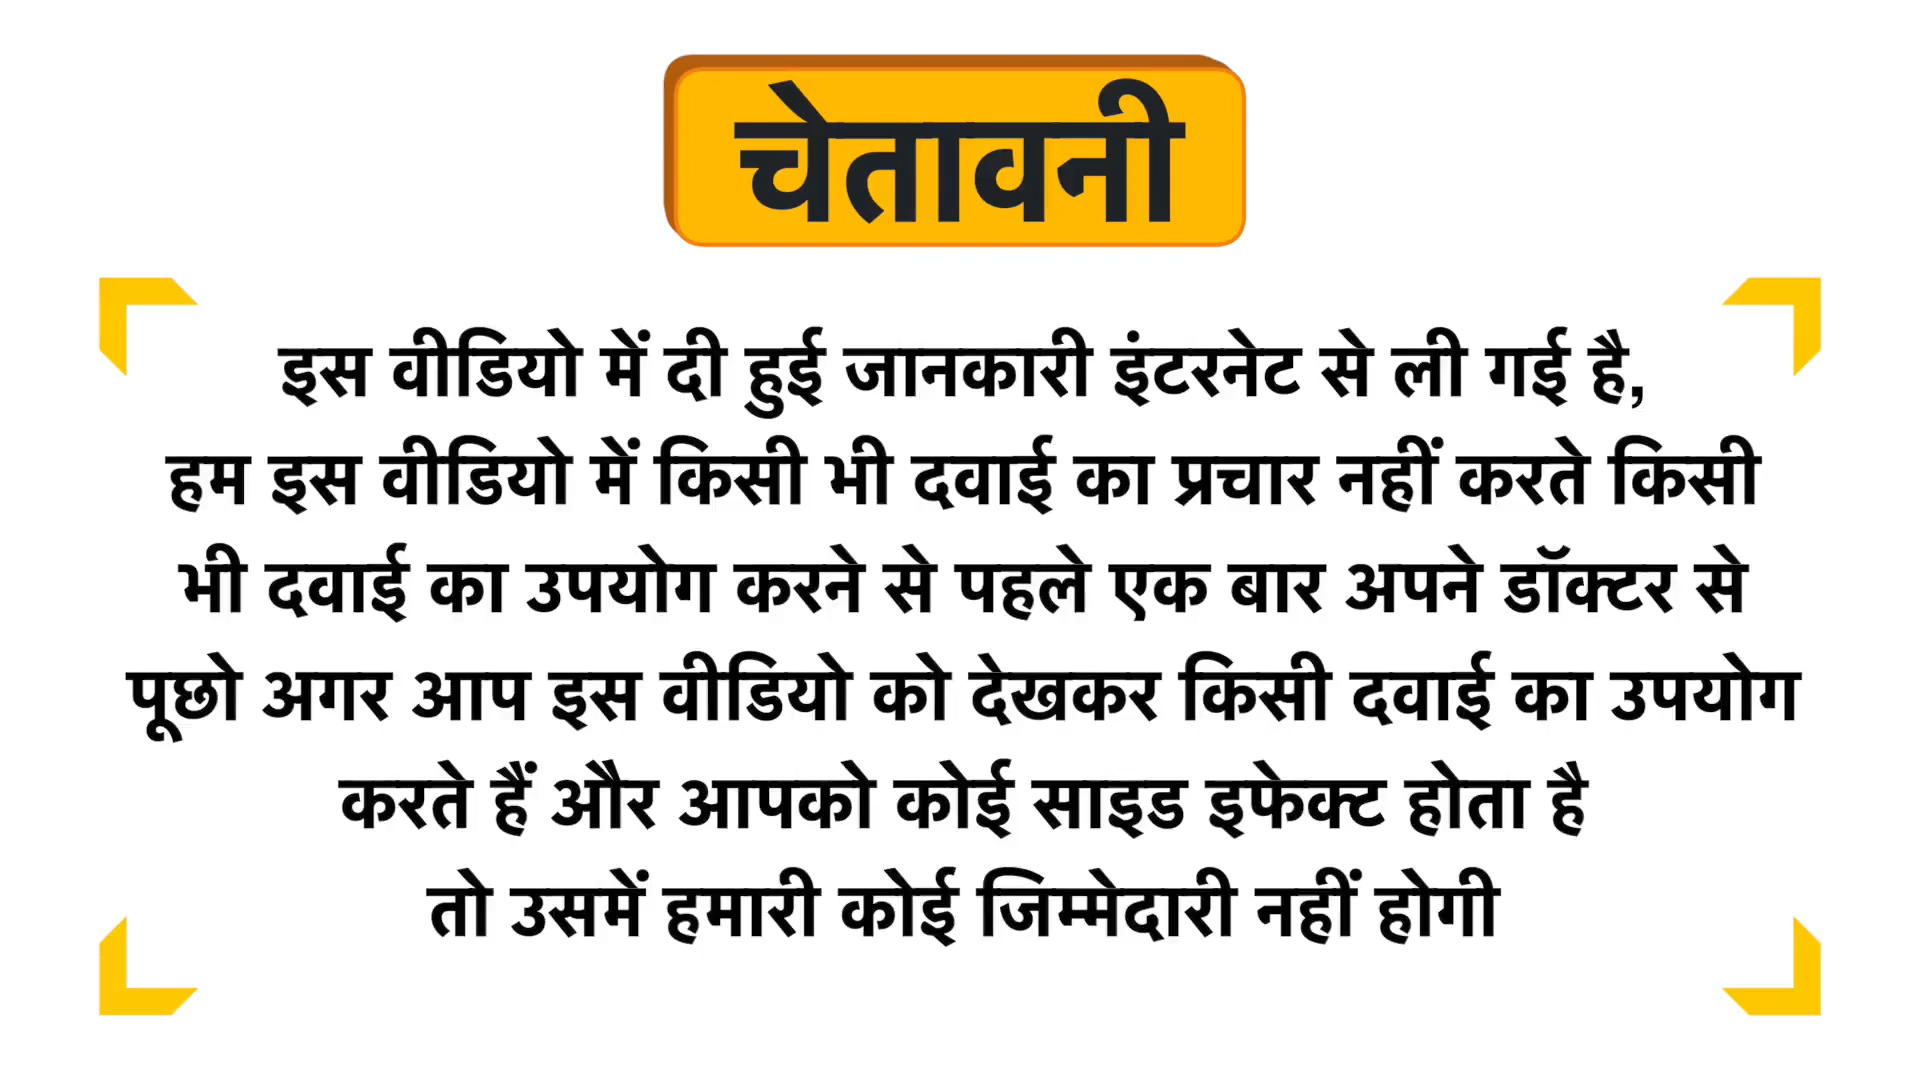 चेतावनी
इस वीडियो में दी हुई जानकारी इंटरनेट से ली गई है,
हम इस वीडियो में किसी भी दवाई का प्रचार नहीं करते किसी
भी दवाई का उपयोग करने से पहले एक बार अपने डॉक्टर से
पूछो अगर आप इस वीडियो को देखकर किसी दवाई का उपयोग
करते हैं और आपको कोई साइड इफेक्ट होता है
तो उसमें हमारी कोई जिम्मेदारी नहीं होगी